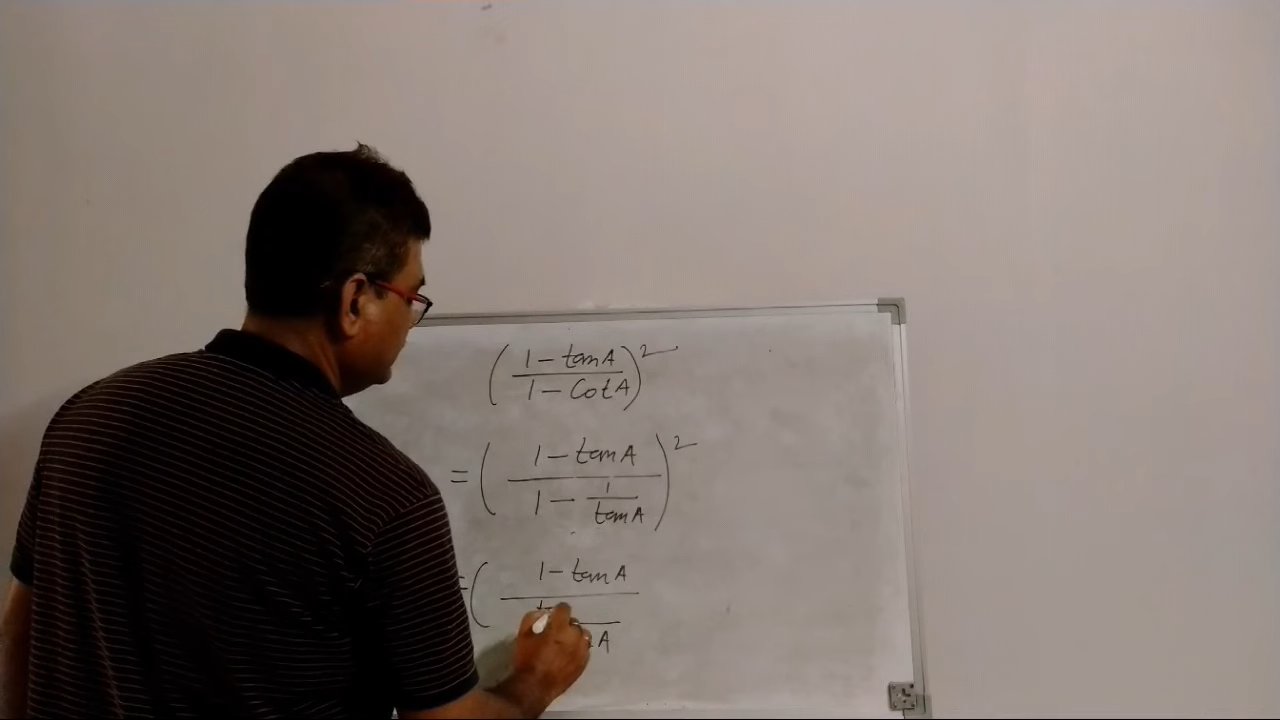 (1 - tanA / 1 - CotA)²
= (1 - tanA / 1 - 1/tanA)²
= (1 - tanA
A